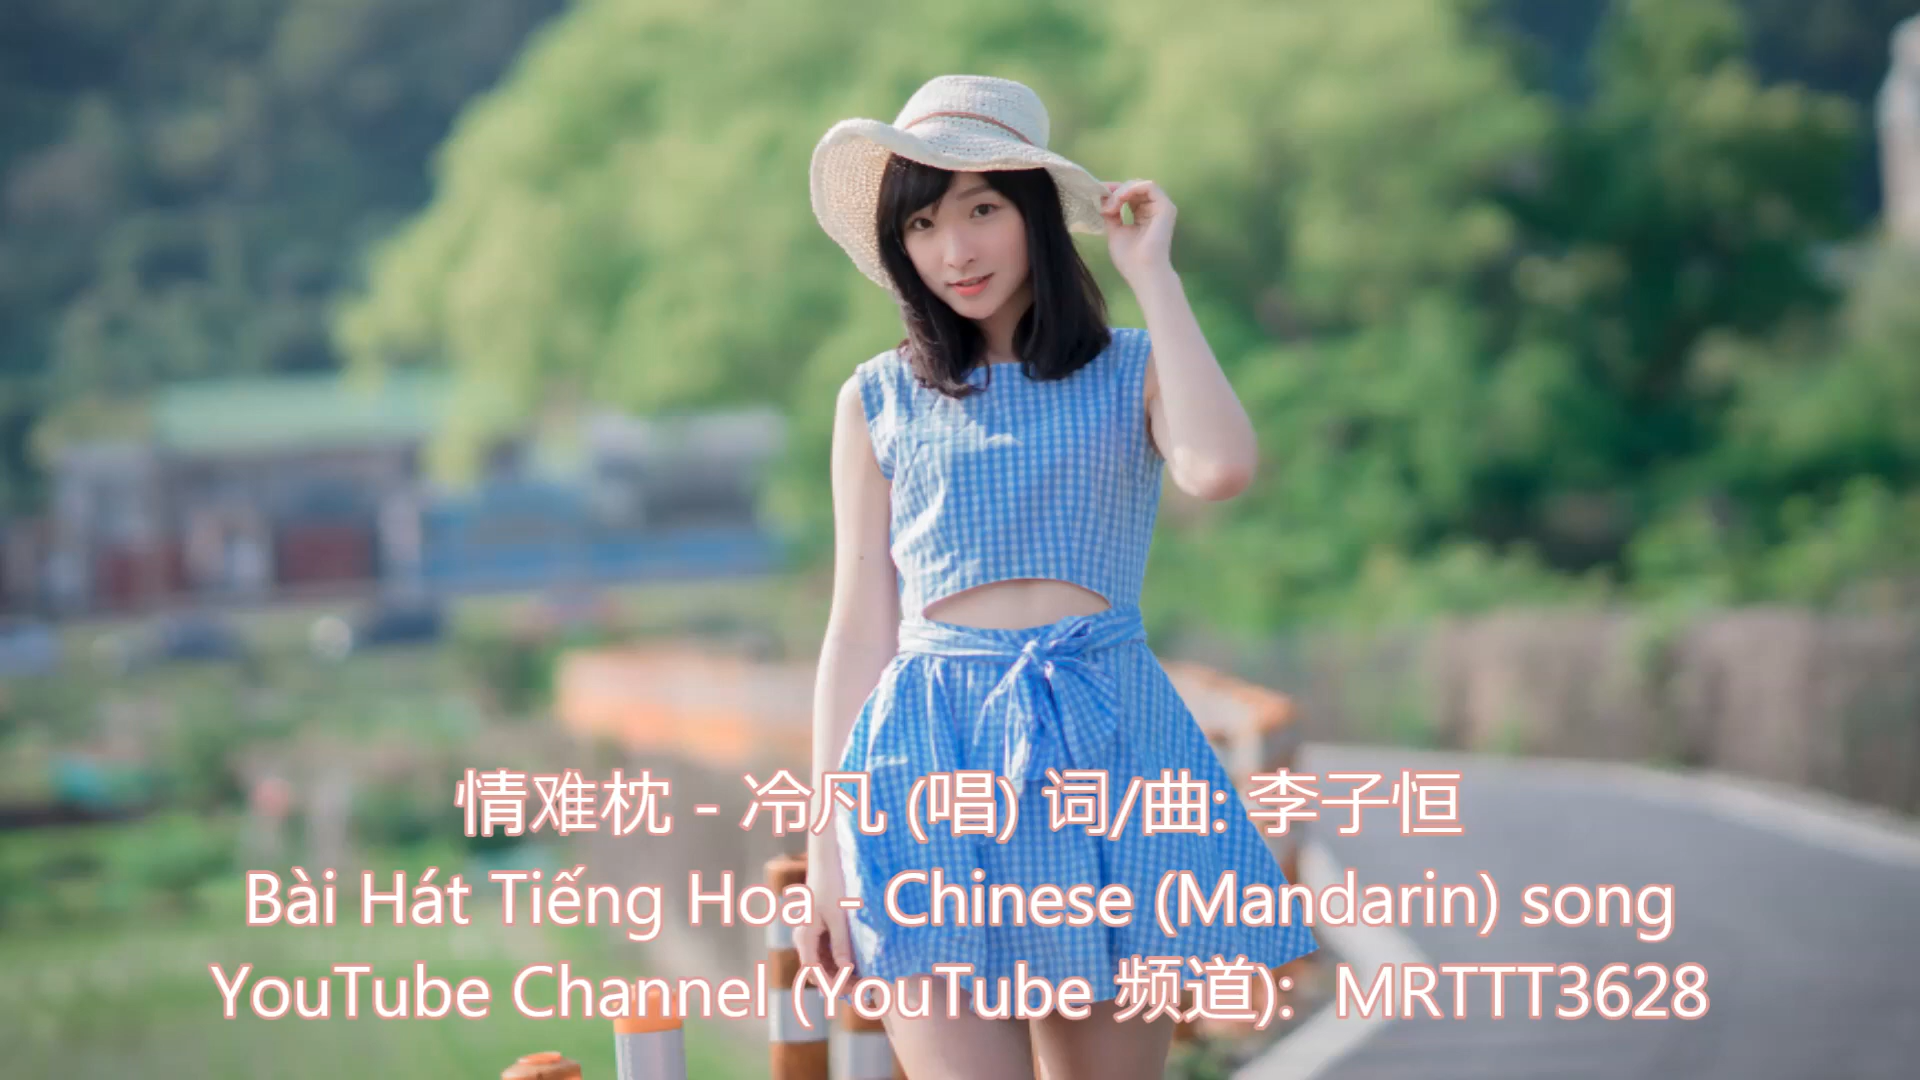 情难枕 - 冷凡 (唱) 词/曲: 李子恒
Bài Hát Tiếng Hoa - Chinese (Mandarin) song
YouTube Channel (YouTube 频道):  MRTTT3628